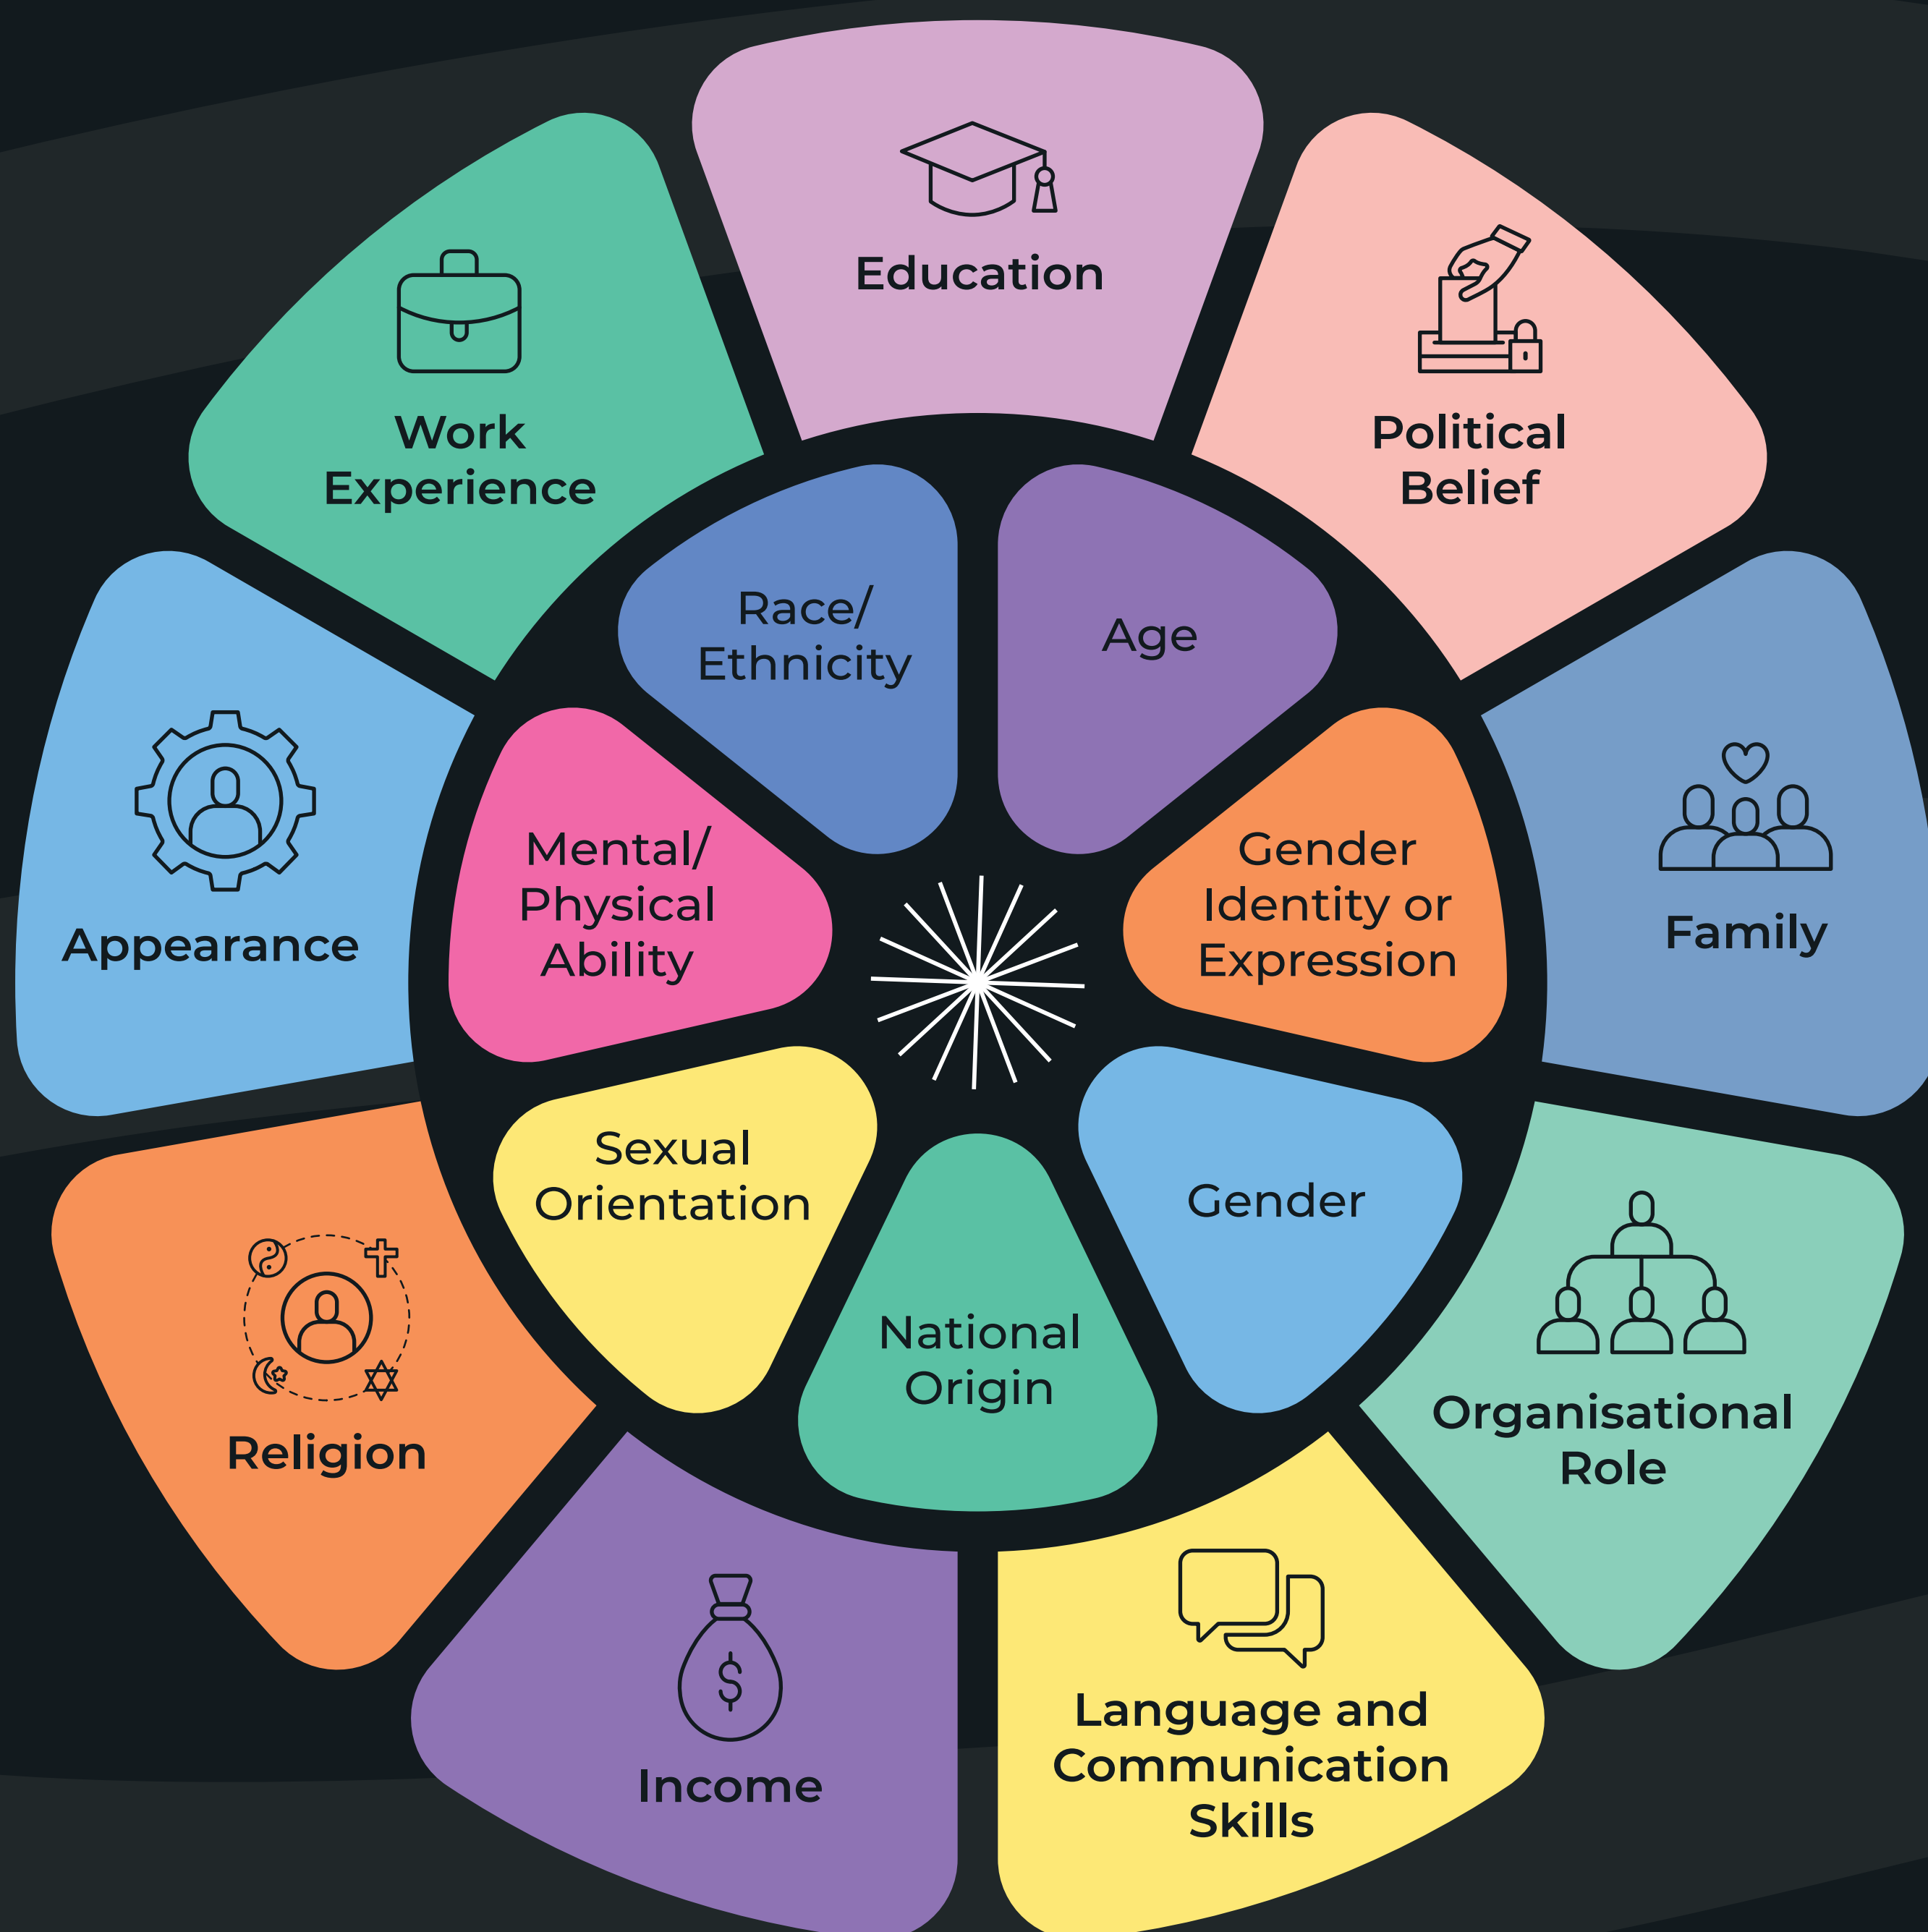 Education
Political
Belief
Family
Organisational
Role
Language and
Communication
Skills
Income
Religion
Appearance
Work
Experience
Race/
Ethnicity
Age
Gender
Identity or
Expression
Gender
National
Origin
Sexual
Orientation
Mental/
Physical
Ability
$